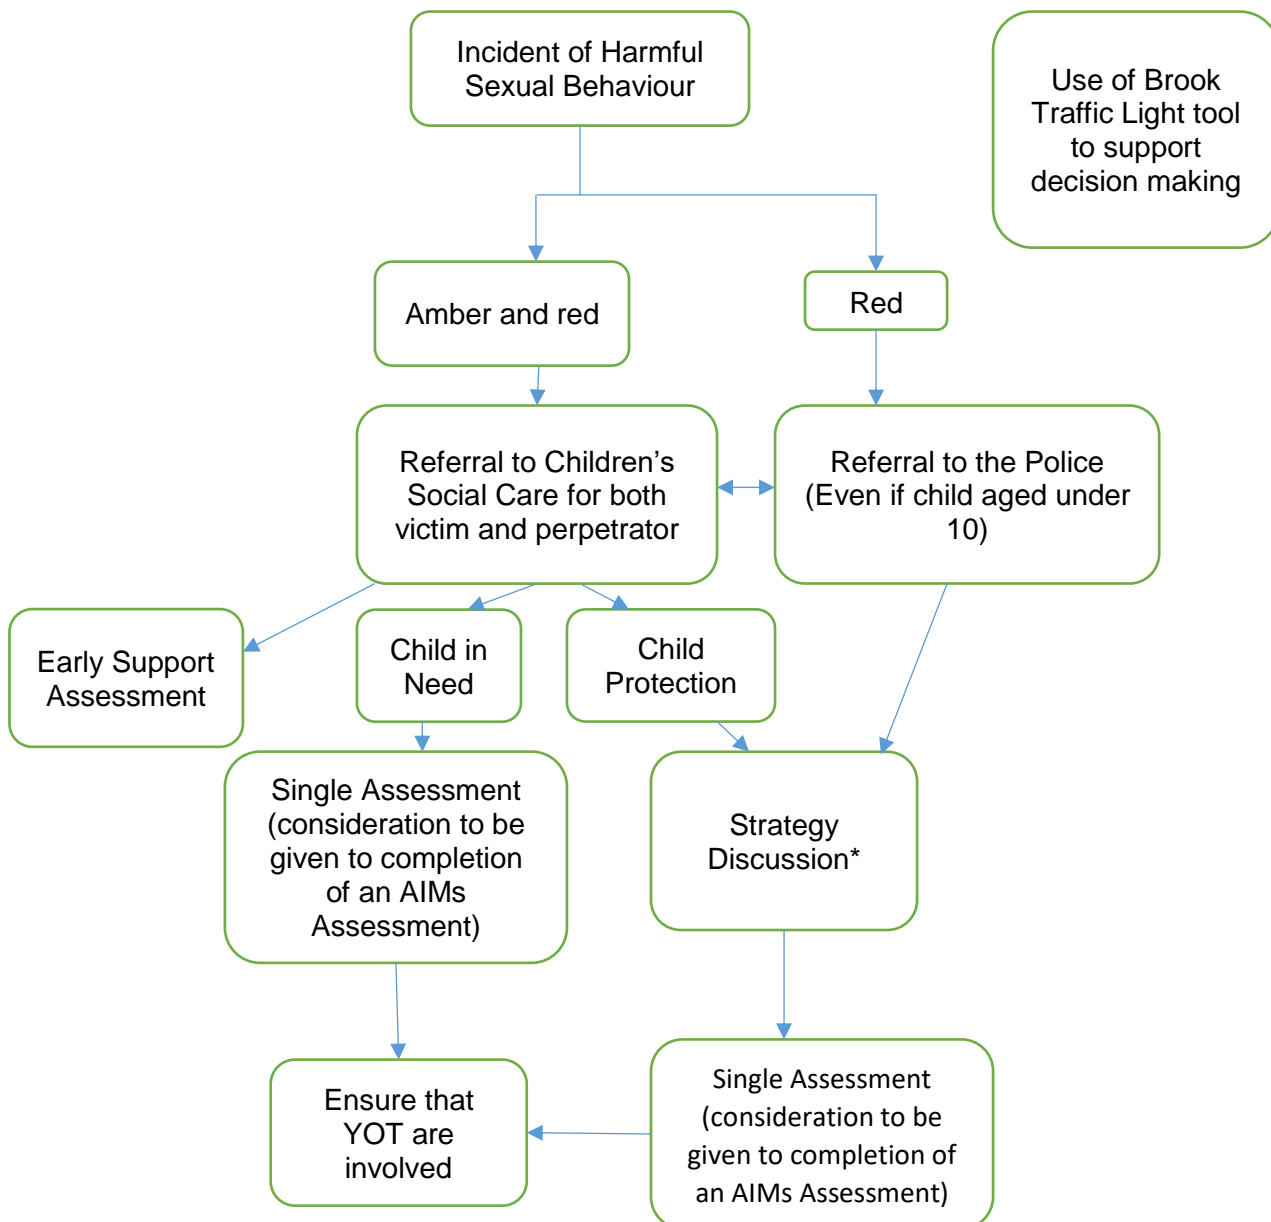 Incident of Harmful
Sexual Behaviour
Use of Brook
Traffic Light tool
to support
decision making
Amber and red
Red
Referral to Children’s
Social Care for both
victim and perpetrator
Referral to the Police
(Even if child aged under
10)
Early Support
Assessment
Child in
Need
Child
Protection
Single Assessment
(consideration to be
given to completion
of an AIMs
Assessment)
Strategy
Discussion*
Ensure that
YOT are
involved
Single Assessment
(consideration to be
given to completion of
an AIMs Assessment)